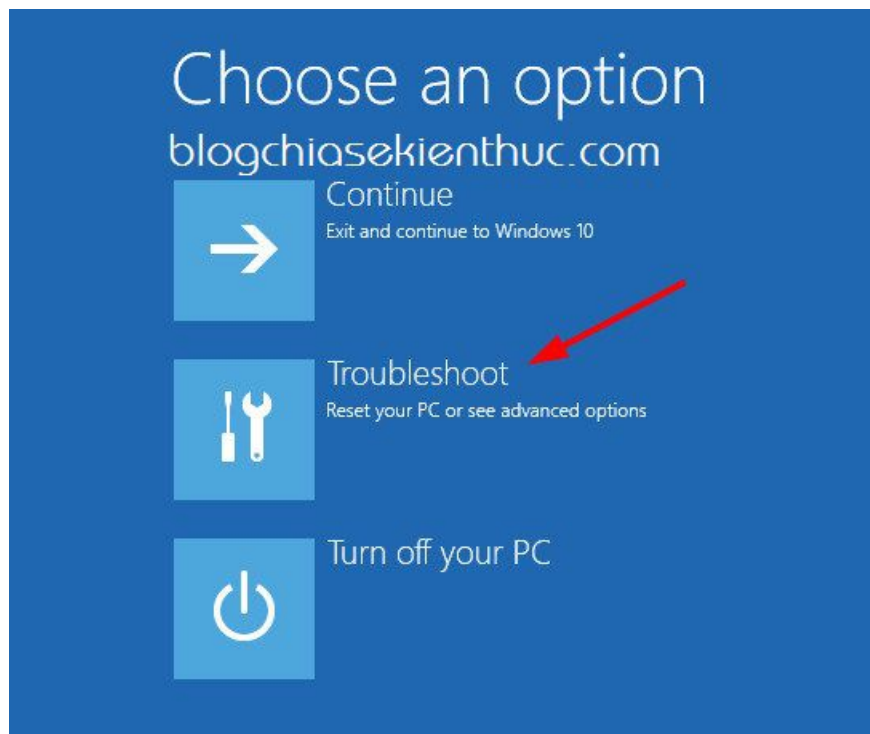 Choose an option
blogchiasekienthuc.com
Continue
Exit and continue to Windows 10
Troubleshoot
Reset your PC or see advanced options
Turn off your PC